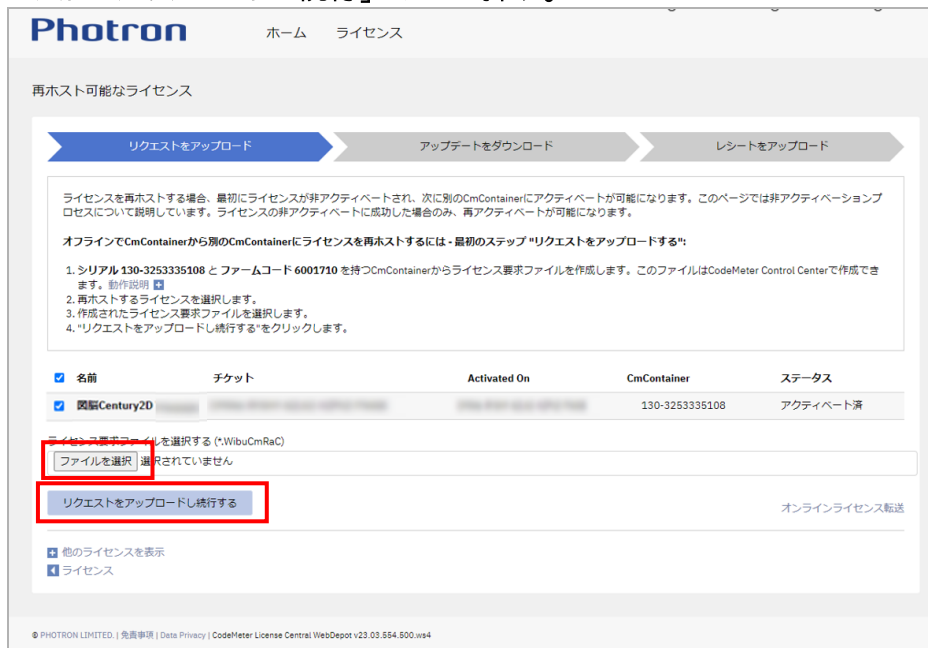 Photron
ホーム ライセンス
再ホスト可能なライセンス
リクエストをアップロード アップデートをダウンロード レシートをアップロード
ライセンスを再ホストする場合、最初にライセンスが非アクティベートされ、次に別のCmContainerにアクティベートが可能になります。このページでは非アクティベーションプ
ロセスについて説明しています。ライセンスの非アクティベートに成功した場合のみ、再アクティベートが可能になります。
オフラインでCmContainerから別のCmContainerにライセンスを再ホストするには - 最初のステップ "リクエストをアップロードする":
1. シリアル 130-3253335108 と ファームコード 6001710 を持つCmContainerからライセンス要求ファイルを作成します。このファイルはCodeMeter Control Centerで作成でき
ます。動作説明
2. 再ホストするライセンスを選択します。
3. 作成されたライセンス要求ファイルを選択します。
4. "リクエストをアップロードし続行する"をクリックします。
名前 チケット Activated On CmContainer ステータス
図脳Century2D 130-3253335108 アクティベート済
ライセンス要求ファイルを選択する (*.WibuCmRaC)
ファイルを選択 選択されていません
リクエストをアップロードし続行する
オンラインライセンス転送
他のライセンスを表示
ライセンス
© PHOTRON LIMITED. | 免責事項 | Data Privacy | CodeMeter License Central WebDepot v23.03.554.500.ws4